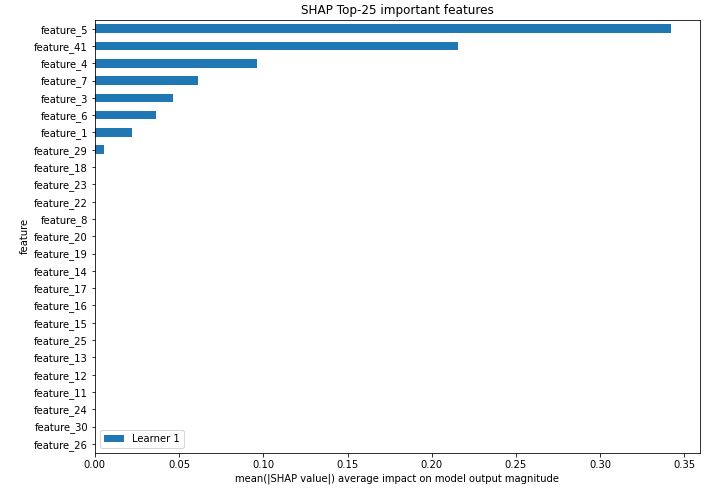 SHAP Top-25 important features
feature_5
feature_41
feature_4
feature_7
feature_3
feature_6
feature_1
feature_29
feature_18
feature_23
feature_22
feature_8
feature_20
feature_19
feature_14
feature_17
feature_16
feature_15
feature_25
feature_13
feature_12
feature_11
feature_24
feature_30
feature_26
feature
Learner 1
0.00 0.05 0.10 0.15 0.20 0.25 0.30 0.35
mean(|SHAP value|) average impact on model output magnitude